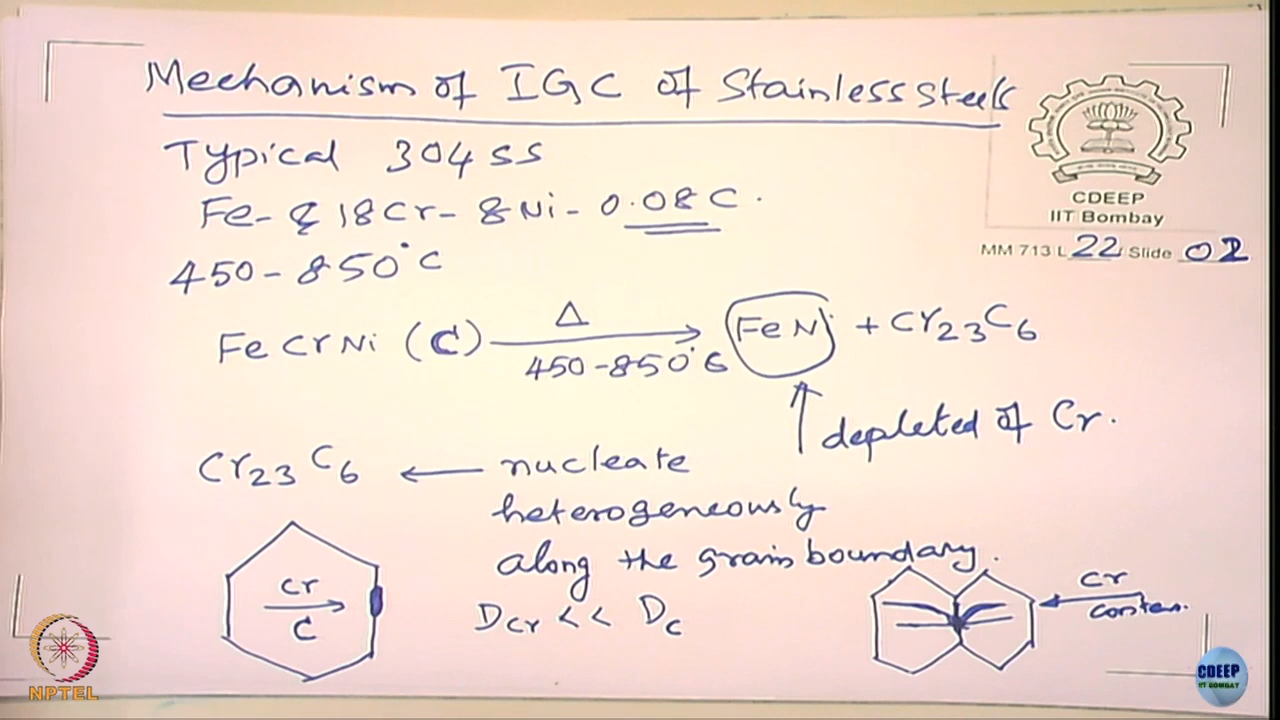 Mechanism of IGC of Stainless Steels
Typical 304 SS
Fe- 18Cr- 8Ni- 0.08C.
450-850°C
FeCrNi (C) Δ 450-850°C FeNi + Cr23C6
depleted of Cr.
Cr23C6 ← nucleate
heterogeneously
along the grain boundary.
Cr
C
DCr << DC
Cr
CDEEP
IIT Bombay
MM 713 L 22 / Slide 02
NPTEL
CDEEP
IIT BOMBAY